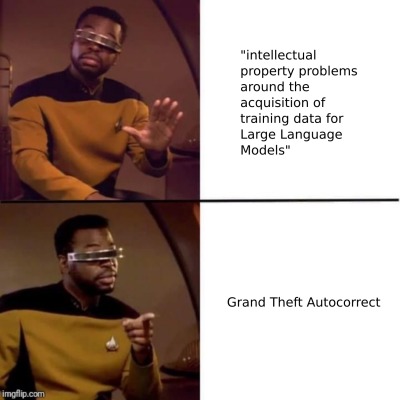 "intellectual
property problems
around the
acquisition of
training data for
Large Language
Models"
Grand Theft Autocorrect
imgflip.com